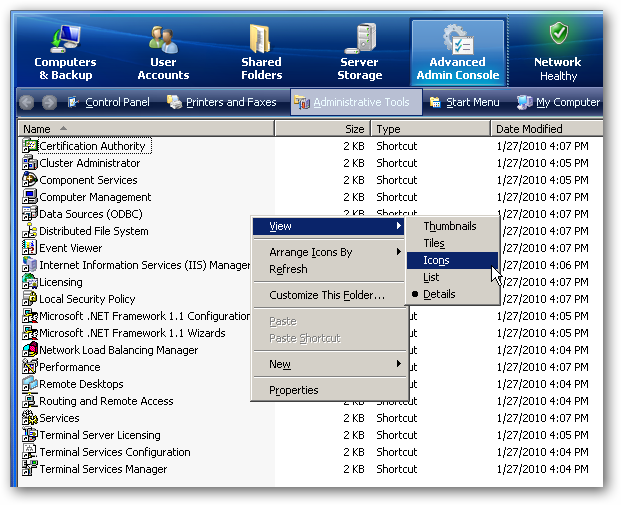 Computers & Backup
User Accounts
Shared Folders
Server Storage
Advanced Admin Console
Network Healthy
Control Panel Printers and Faxes Administrative Tools Start Menu My Computer
Name Size Type Date Modified
Certification Authority 2 KB Shortcut 1/27/2010 4:07 PM
Cluster Administrator 2 KB Shortcut 1/27/2010 4:05 PM
Component Services 2 KB Shortcut 1/27/2010 4:05 PM
Computer Management 2 KB Shortcut 1/27/2010 4:07 PM
Data Sources (ODBC) 2 KB Shortcut 1/27/2010 4:07 PM
Distributed File System
Event Viewer
Internet Information Services (IIS) Manager
Licensing
Local Security Policy
Microsoft .NET Framework 1.1 Configuration
Microsoft .NET Framework 1.1 Wizards
Network Load Balancing Manager
Performance
Remote Desktops
Routing and Remote Access 2 KB Shortcut 1/27/2010 4:04 PM
Services 2 KB Shortcut 1/27/2010 4:07 PM
Terminal Server Licensing 2 KB Shortcut 1/27/2010 4:05 PM
Terminal Services Configuration 2 KB Shortcut 1/27/2010 4:04 PM
Terminal Services Manager 2 KB Shortcut 1/27/2010 4:04 PM
4:07 PM
4:05 PM
4:06 PM
1/27/2010 4:05 PM
1/27/2010 4:07 PM
1/27/2010 4:04 PM
1/27/2010 4:04 PM
1/27/2010 4:04 PM
1/27/2010 4:07 PM
1/27/2010 4:04 PM
View
Arrange Icons By
Refresh
Customize This Folder...
Paste
Paste Shortcut
New
Properties
Thumbnails
Tiles
Icons
List
Details